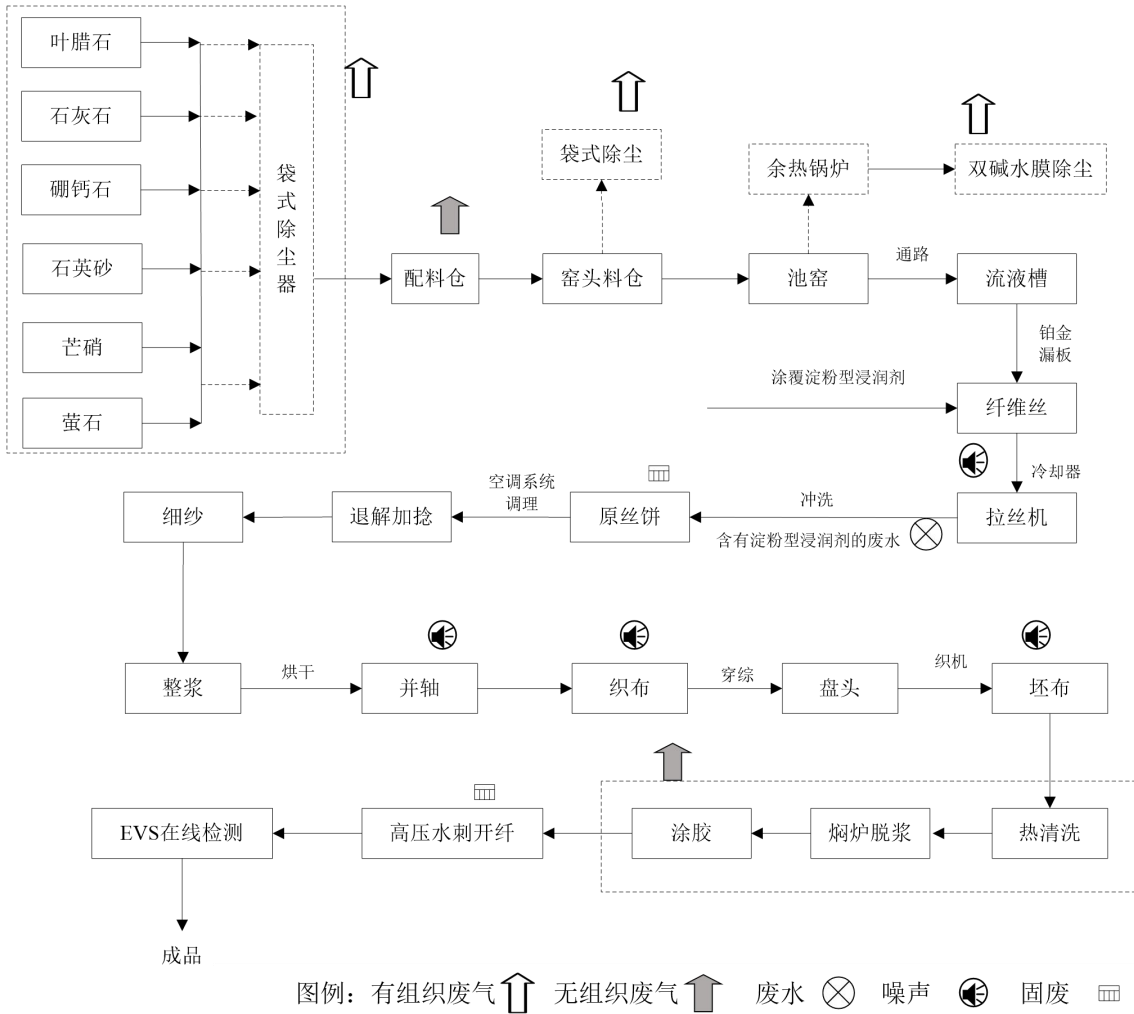 叶腊石
石灰石
硼钙石
石英砂
芒硝
萤石
袋式除尘器
配料仓
袋式除尘
窑头料仓
余热锅炉
双碱水膜除尘
池窑
通路
流液槽
铂金
漏板
涂覆淀粉型浸润剂
纤维丝
冷却器
拉丝机
冲洗
含有淀粉型浸润剂的废水
原丝饼
空调系统
调理
退解加捻
细纱
整浆
烘干
并轴
织布
穿综
盘头
织机
坯布
热清洗
焖炉脱浆
涂胶
高压水刺开纤
EVS在线检测
成品
图例：有组织废气 无组织废气 废水 噪声 固废